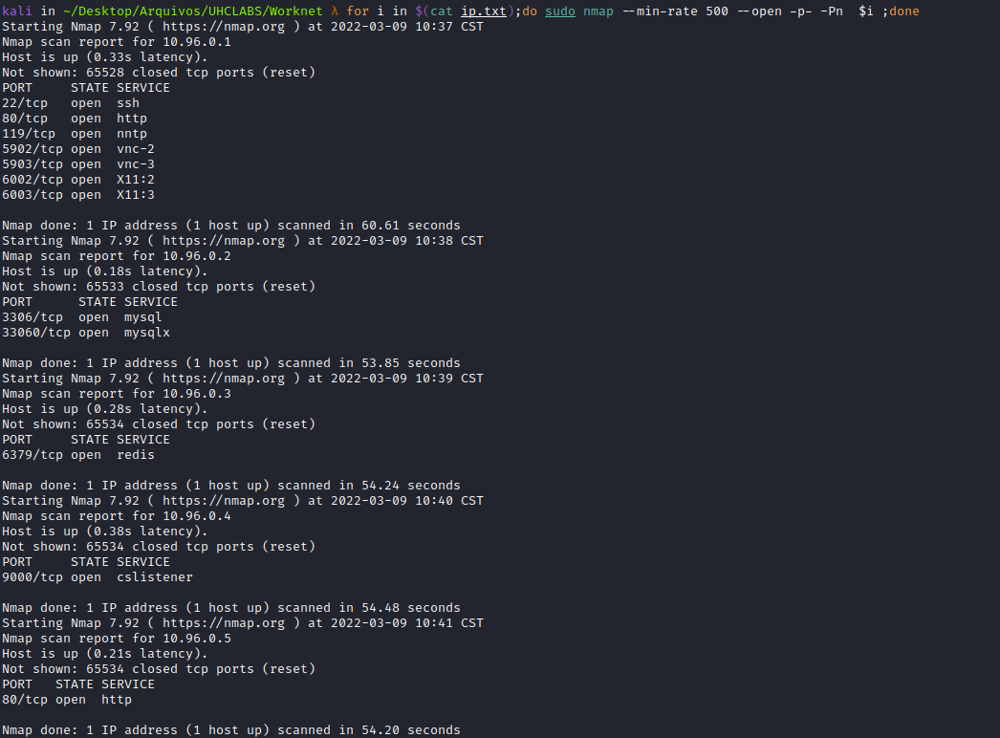 kali in ~/Desktop/Arquivos/UHCLABS/Worknet λ for i in $(cat ip.txt);do sudo nmap --min-rate 500 --open -p- -Pn  $i ;done
Starting Nmap 7.92 ( https://nmap.org ) at 2022-03-09 10:37 CST
Nmap scan report for 10.96.0.1
Host is up (0.33s latency).
Not shown: 65528 closed tcp ports (reset)
PORT     STATE SERVICE
22/tcp   open  ssh
80/tcp   open  http
119/tcp  open  nntp
5902/tcp open  vnc-2
5903/tcp open  vnc-3
6002/tcp open  X11:2
6003/tcp open  X11:3

Nmap done: 1 IP address (1 host up) scanned in 60.61 seconds
Starting Nmap 7.92 ( https://nmap.org ) at 2022-03-09 10:38 CST
Nmap scan report for 10.96.0.2
Host is up (0.18s latency).
Not shown: 65533 closed tcp ports (reset)
PORT      STATE SERVICE
3306/tcp  open  mysql
33060/tcp open  mysqlx

Nmap done: 1 IP address (1 host up) scanned in 53.85 seconds
Starting Nmap 7.92 ( https://nmap.org ) at 2022-03-09 10:39 CST
Nmap scan report for 10.96.0.3
Host is up (0.28s latency).
Not shown: 65534 closed tcp ports (reset)
PORT     STATE SERVICE
6379/tcp open  redis

Nmap done: 1 IP address (1 host up) scanned in 54.24 seconds
Starting Nmap 7.92 ( https://nmap.org ) at 2022-03-09 10:40 CST
Nmap scan report for 10.96.0.4
Host is up (0.38s latency).
Not shown: 65534 closed tcp ports (reset)
PORT     STATE SERVICE
9000/tcp open  cslistener

Nmap done: 1 IP address (1 host up) scanned in 54.48 seconds
Starting Nmap 7.92 ( https://nmap.org ) at 2022-03-09 10:41 CST
Nmap scan report for 10.96.0.5
Host is up (0.21s latency).
Not shown: 65534 closed tcp ports (reset)
PORT   STATE SERVICE
80/tcp open  http

Nmap done: 1 IP address (1 host up) scanned in 54.20 seconds